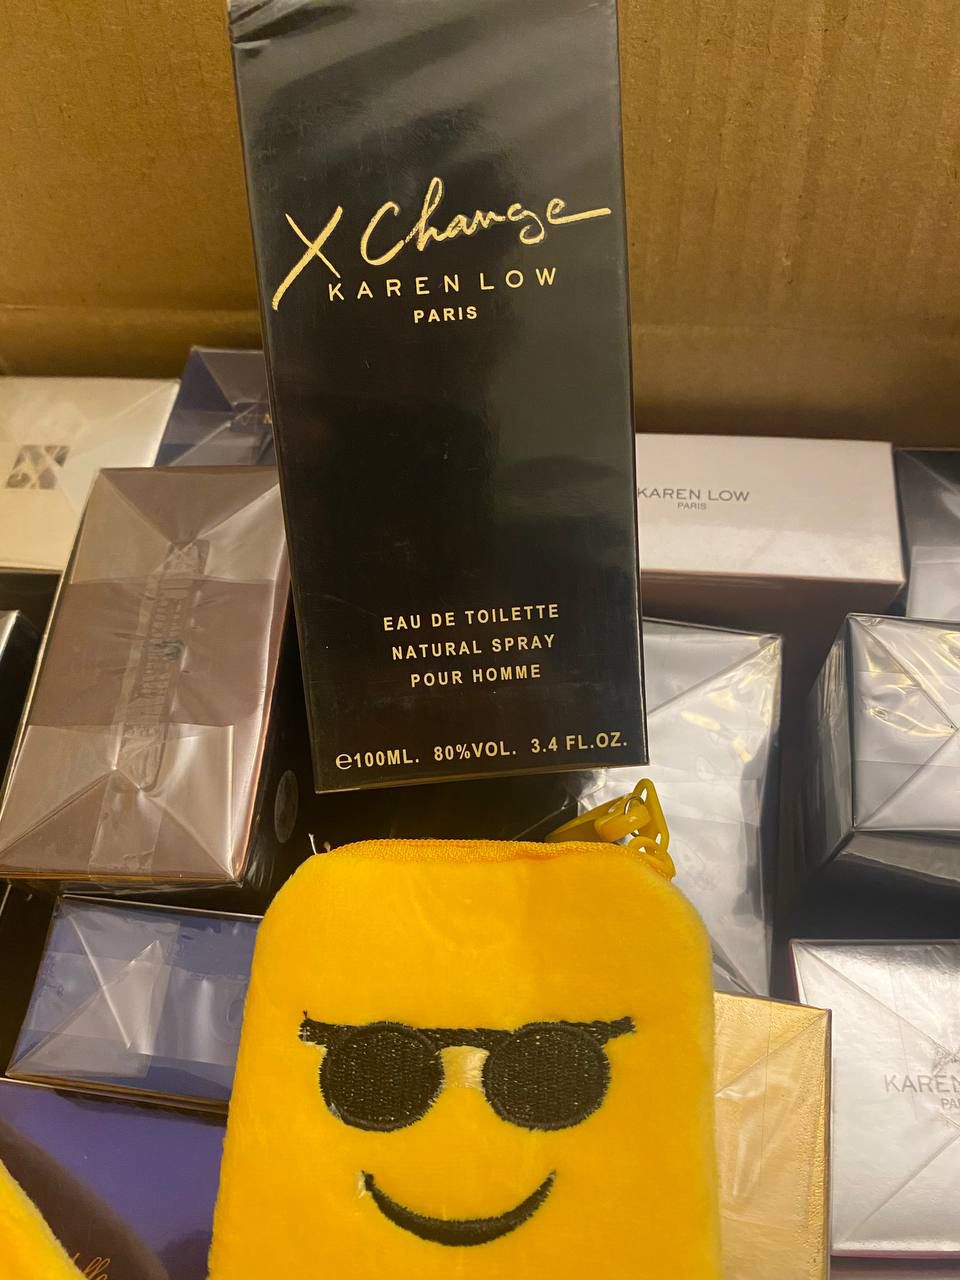 X Change
KAREN LOW
PARIS
EAU DE TOILETTE
NATURAL SPRAY
POUR HOMME
℮100ML. 80%VOL. 3.4 FL.OZ.
KAREN LOW
PARIS
KAREN